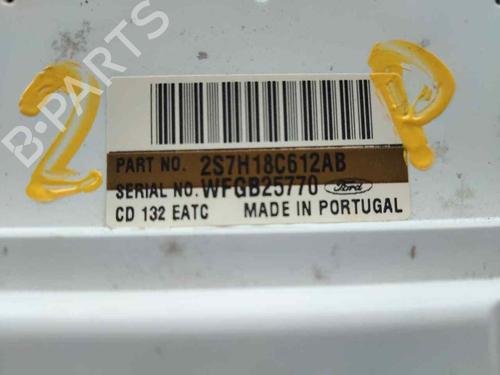 B-PARTS
2 P
PART NO. 2S7H18C612AB
SERIAL NO. WFGB25770 Ford
CD 132 EATC MADE IN PORTUGAL